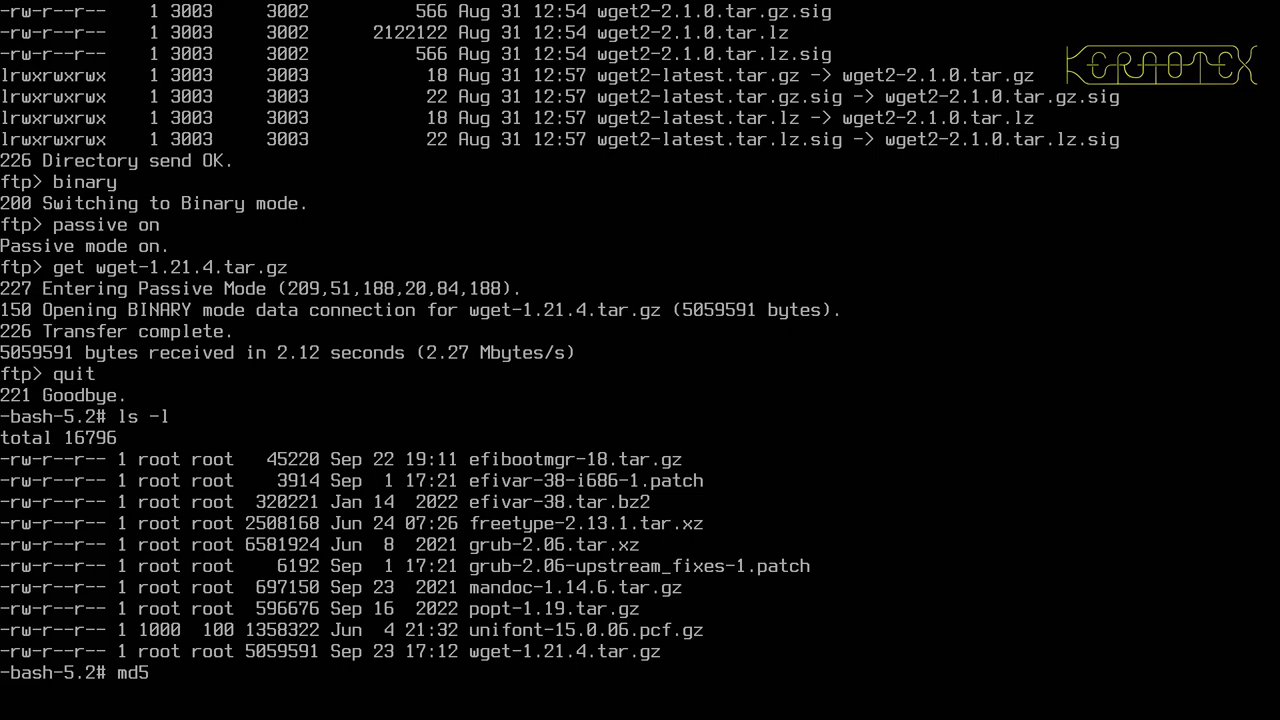 -rw-r--r--    1 3003     3002          566 Aug 31 12:54 wget2-2.1.0.tar.gz.sig
-rw-r--r--    1 3003     3002      2122122 Aug 31 12:54 wget2-2.1.0.tar.lz
-rw-r--r--    1 3003     3002          566 Aug 31 12:54 wget2-2.1.0.tar.lz.sig
lrwxrwxrwx    1 3003     3003           18 Aug 31 12:57 wget2-latest.tar.gz -> wget2-2.1.0.tar.gz
lrwxrwxrwx    1 3003     3003           22 Aug 31 12:57 wget2-latest.tar.gz.sig -> wget2-2.1.0.tar.gz.sig
lrwxrwxrwx    1 3003     3003           18 Aug 31 12:57 wget2-latest.tar.lz -> wget2-2.1.0.tar.lz
lrwxrwxrwx    1 3003     3003           22 Aug 31 12:57 wget2-latest.tar.lz.sig -> wget2-2.1.0.tar.lz.sig
226 Directory send OK.
ftp> binary
200 Switching to Binary mode.
ftp> passive on
Passive mode on.
ftp> get wget-1.21.4.tar.gz
227 Entering Passive Mode (209,51,188,20,84,188).
150 Opening BINARY mode data connection for wget-1.21.4.tar.gz (5059591 bytes).
226 Transfer complete.
5059591 bytes received in 2.12 seconds (2.27 Mbytes/s)
ftp> quit
221 Goodbye.
-bash-5.2# ls -l
total 16796
-rw-r--r-- 1 root root   45220 Sep 22 19:11 efibootmgr-18.tar.gz
-rw-r--r-- 1 root root    3914 Sep  1 17:21 efivar-38-i686-1.patch
-rw-r--r-- 1 root root  320221 Jan 14  2022 efivar-38.tar.bz2
-rw-r--r-- 1 root root 2508168 Jun 24 07:26 freetype-2.13.1.tar.xz
-rw-r--r-- 1 root root 6581924 Jun  8  2021 grub-2.06.tar.xz
-rw-r--r-- 1 root root    6192 Sep  1 17:21 grub-2.06-upstream_fixes-1.patch
-rw-r--r-- 1 root root  697150 Sep 23  2021 mandoc-1.14.6.tar.gz
-rw-r--r-- 1 root root  596676 Sep 16  2022 popt-1.19.tar.gz
-rw-r--r-- 1 1000  100 1358322 Jun  4 21:32 unifont-15.0.06.pcf.gz
-rw-r--r-- 1 root root 5059591 Sep 23 17:12 wget-1.21.4.tar.gz
-bash-5.2# md5